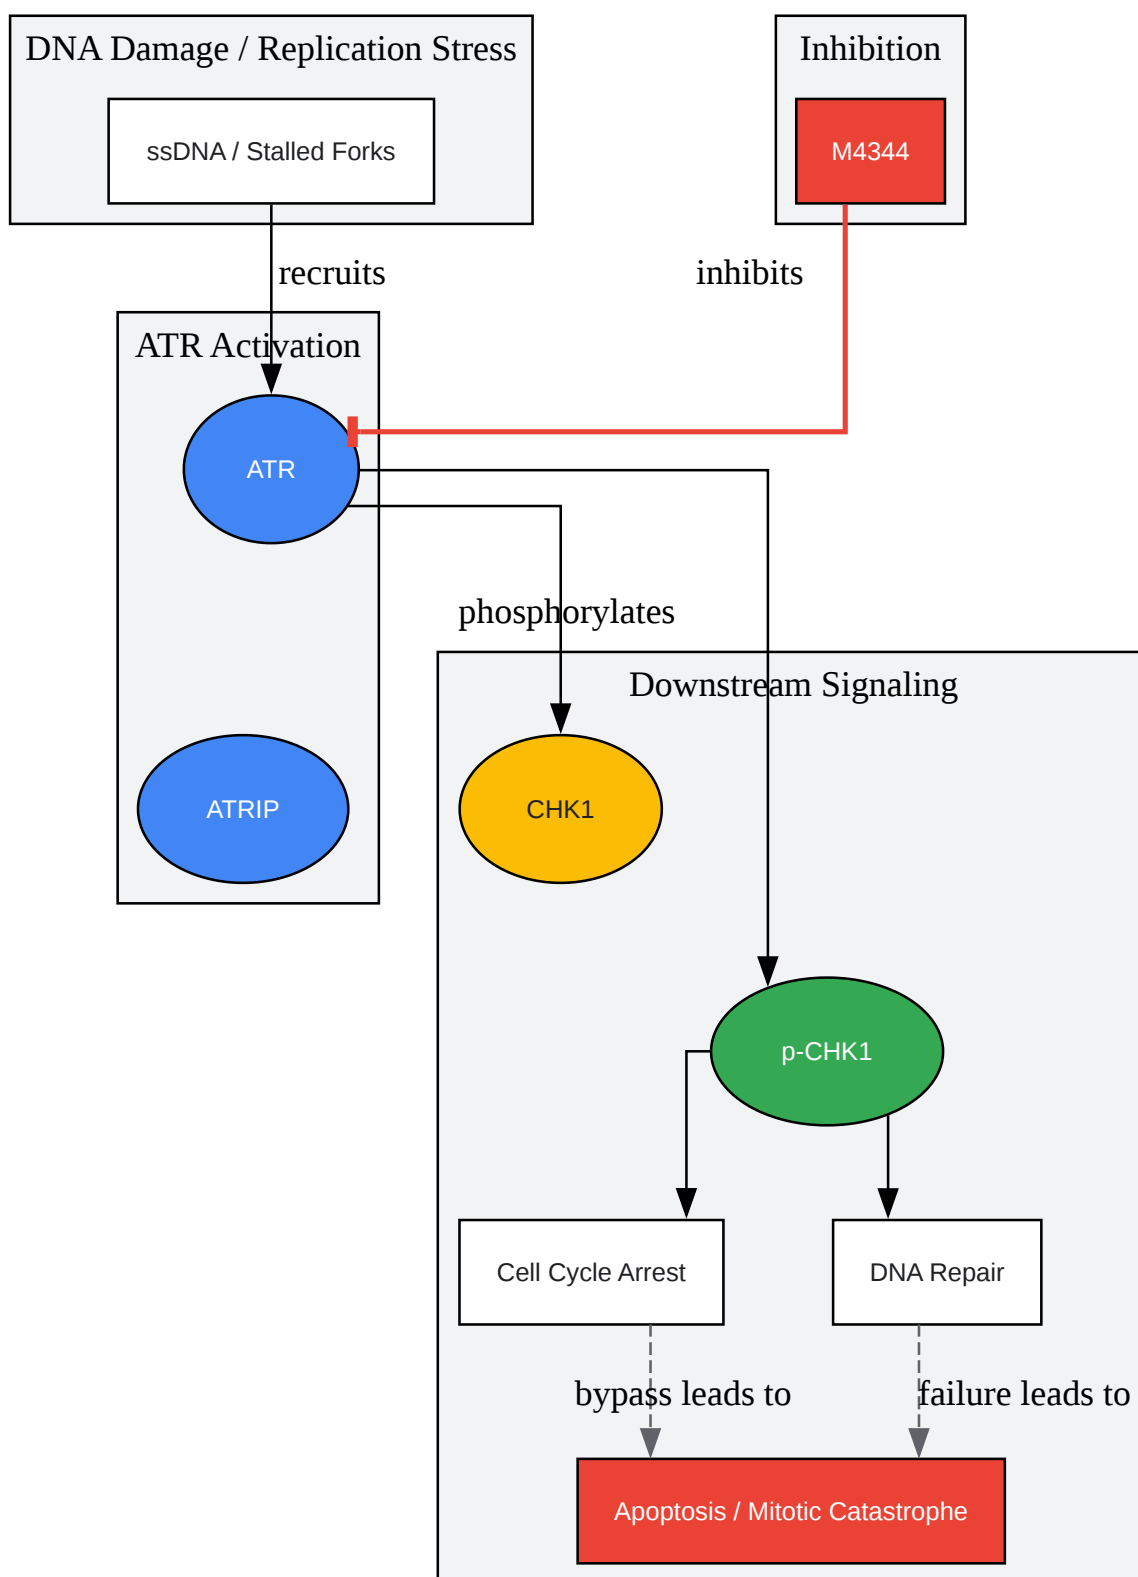 DNA Damage / Replication Stress
Inhibition
ssDNA / Stalled Forks
M4344
recruits
inhibits
ATR Activation
ATR
phosphorylates
Downstream Signaling
ATRIP
CHK1
p-CHK1
Cell Cycle Arrest
DNA Repair
bypass leads to
failure leads to
Apoptosis / Mitotic Catastrophe